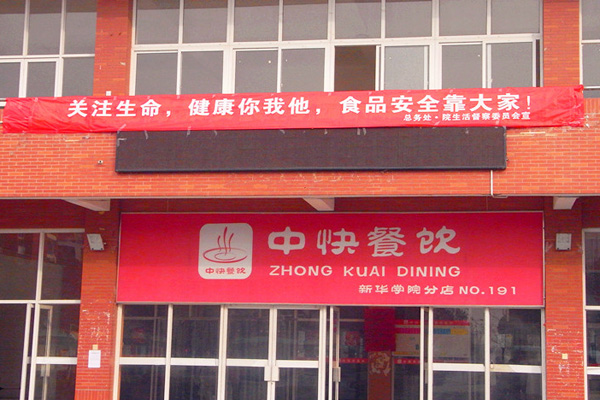 关注生命，健康你我他，食品安全靠大家！
总务处·院生活督察委员会宣
中快餐饮
中快餐饮
ZHONG KUAI DINING
新华学院分店NO.191